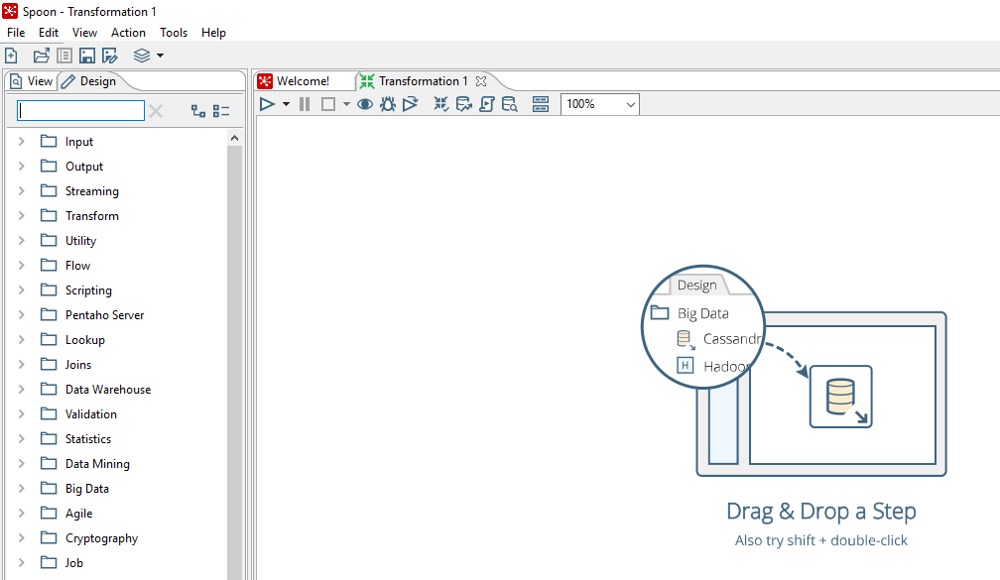 Spoon - Transformation 1
File Edit View Action Tools Help
View Design
Welcome! Transformation 1
100%
Input
Output
Streaming
Transform
Utility
Flow
Scripting
Pentaho Server
Lookup
Joins
Data Warehouse
Validation
Statistics
Data Mining
Big Data
Agile
Cryptography
Job
Design
Big Data
Cassandr
H Hadoop
Drag & Drop a Step
Also try shift + double-click